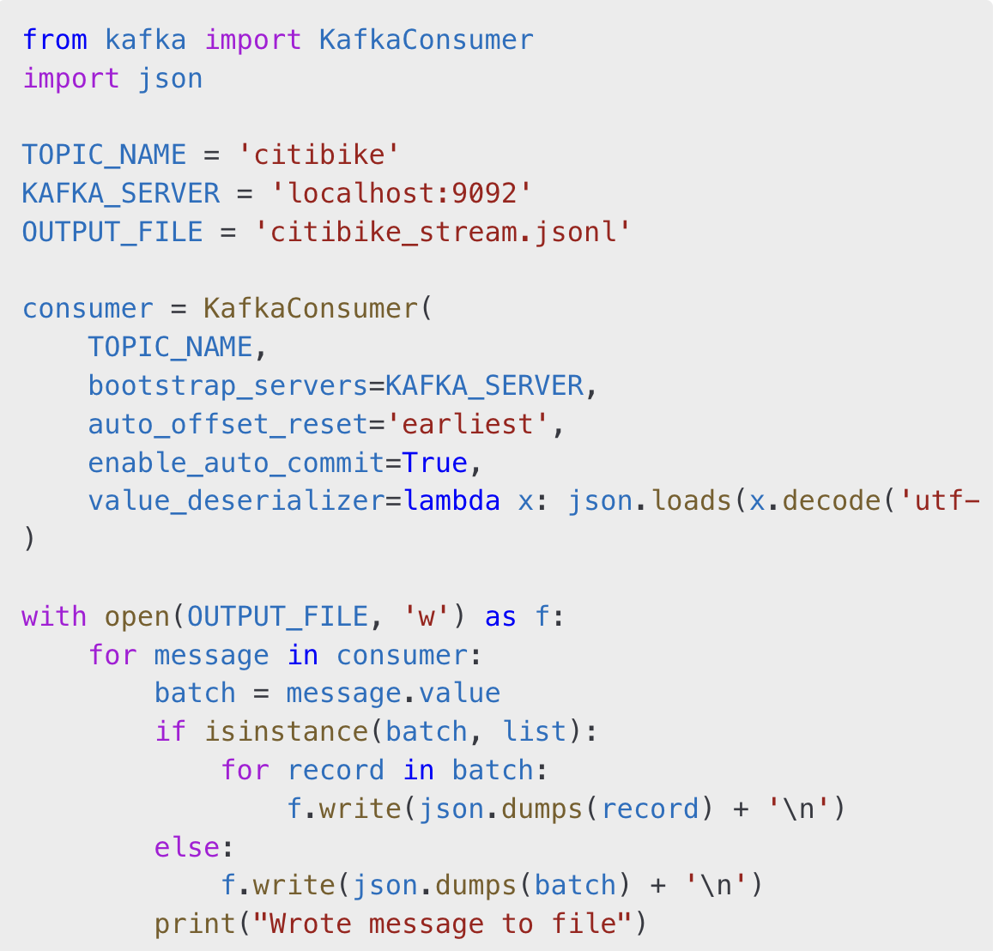 from kafka import KafkaConsumer
import json

TOPIC_NAME = 'citibike'
KAFKA_SERVER = 'localhost:9092'
OUTPUT_FILE = 'citibike_stream.jsonl'

consumer = KafkaConsumer(
    TOPIC_NAME,
    bootstrap_servers=KAFKA_SERVER,
    auto_offset_reset='earliest',
    enable_auto_commit=True,
    value_deserializer=lambda x: json.loads(x.decode('utf-
)

with open(OUTPUT_FILE, 'w') as f:
    for message in consumer:
        batch = message.value
        if isinstance(batch, list):
            for record in batch:
                f.write(json.dumps(record) + '\n')
        else:
            f.write(json.dumps(batch) + '\n')
        print("Wrote message to file")